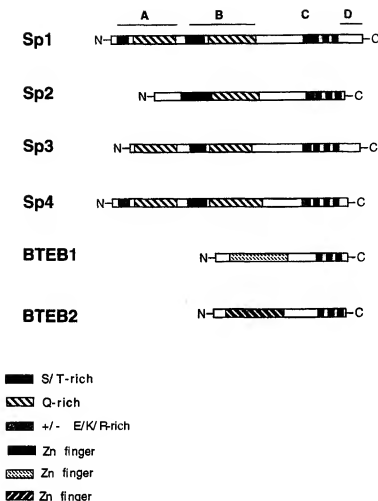 A B C D
Sp1 N C
Sp2 N C
Sp3 N C
Sp4 N C
BTEB1 N C
BTEB2 N C
S/T-rich
Q-rich
+/- E/K/R-rich
Zn finger
Zn finger
Zn finger